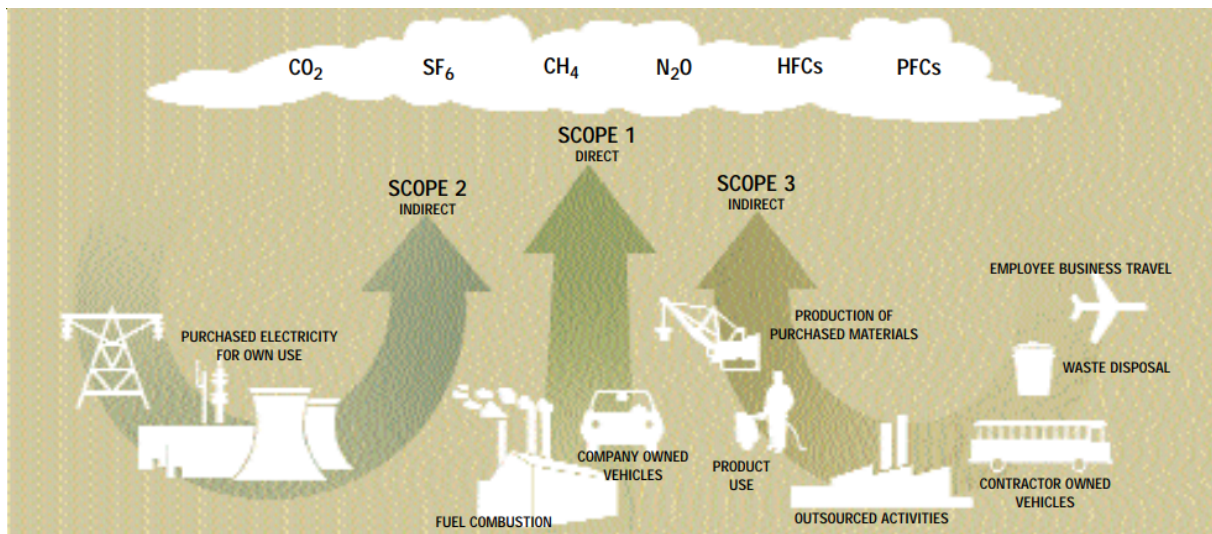 CO₂ SF₆ CH₄ N₂O HFCs PFCs
SCOPE 1
DIRECT
SCOPE 2
INDIRECT
SCOPE 3
INDIRECT
PURCHASED ELECTRICITY
FOR OWN USE
FUEL COMBUSTION
COMPANY OWNED
VEHICLES
PRODUCTION OF
PURCHASED MATERIALS
PRODUCT
USE
OUTSOURCED ACTIVITIES
EMPLOYEE BUSINESS TRAVEL
WASTE DISPOSAL
CONTRACTOR OWNED
VEHICLES